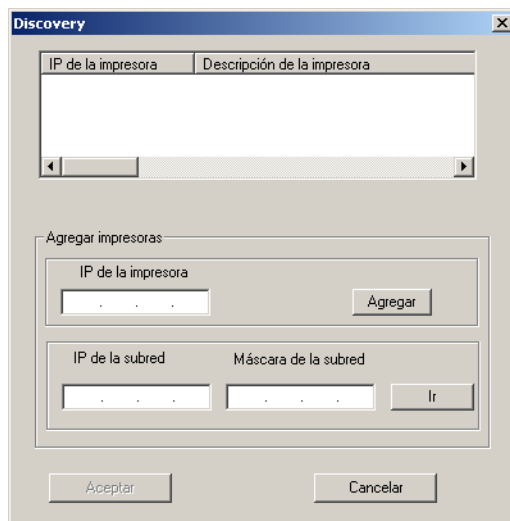 Discovery
IP de la impresora Descripción de la impresora
Agregar impresoras
IP de la impresora
. . . Agregar
IP de la subred Máscara de la subred
. . . . . . Ir
Aceptar Cancelar